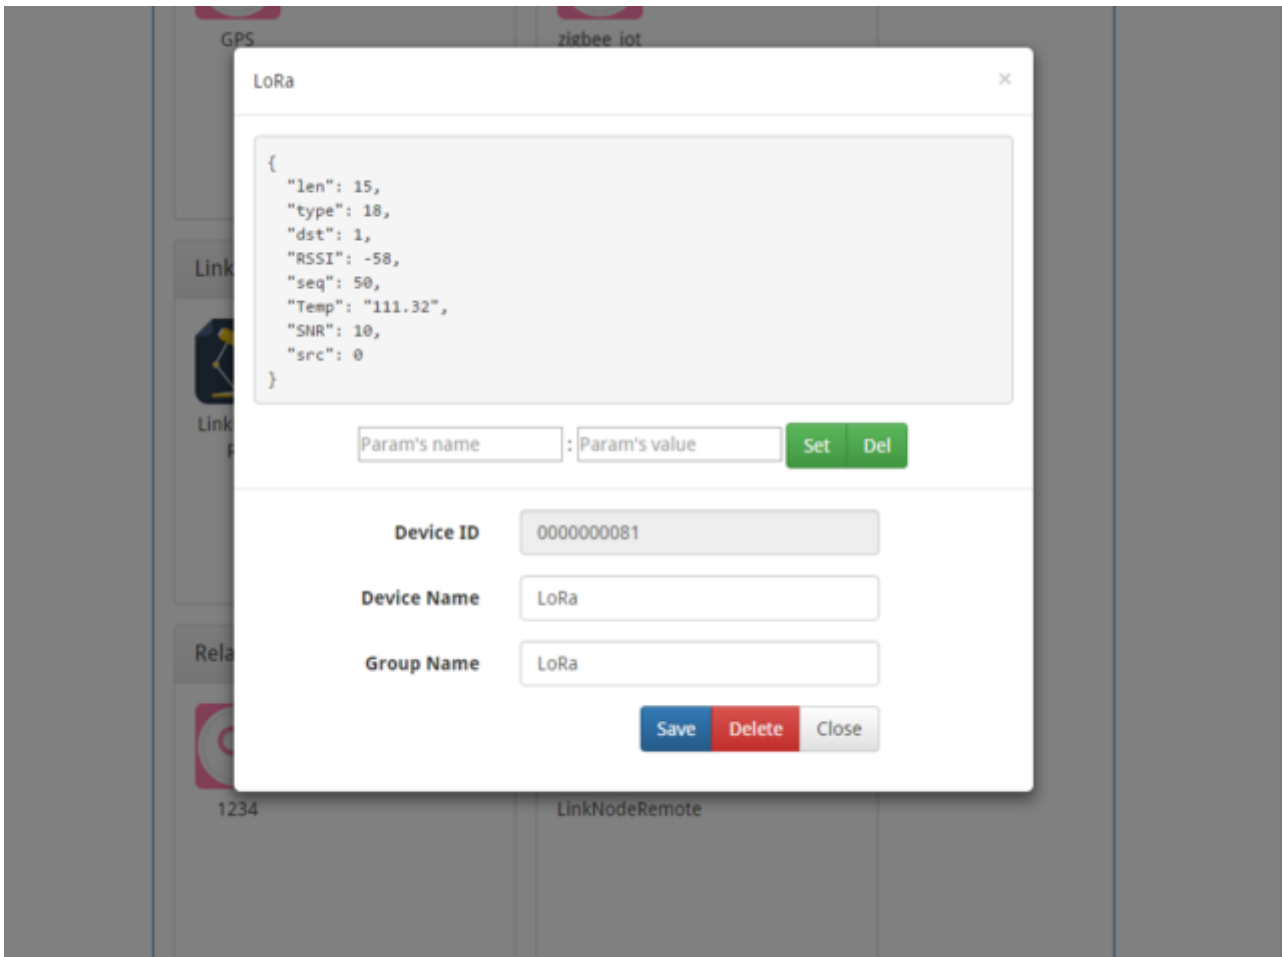 GPS
zigbee_iot
LoRa
×
{
"len": 15,
"type": 18,
"dst": 1,
"RSSI": -58,
"seq": 50,
"Temp": "111.32",
"SNR": 10,
"src": 0
}
Link
Link
Param's name : Param's value Set Del
Device ID 0000000081
Device Name LoRa
Group Name LoRa
Rela
Save Delete Close
1234
LinkNodeRemote